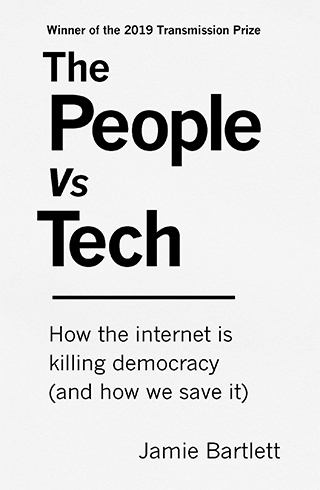 Winner of the 2019 Transmission Prize
The
People
Vs
Tech
How the internet is
killing democracy
(and how we save it)
Jamie Bartlett